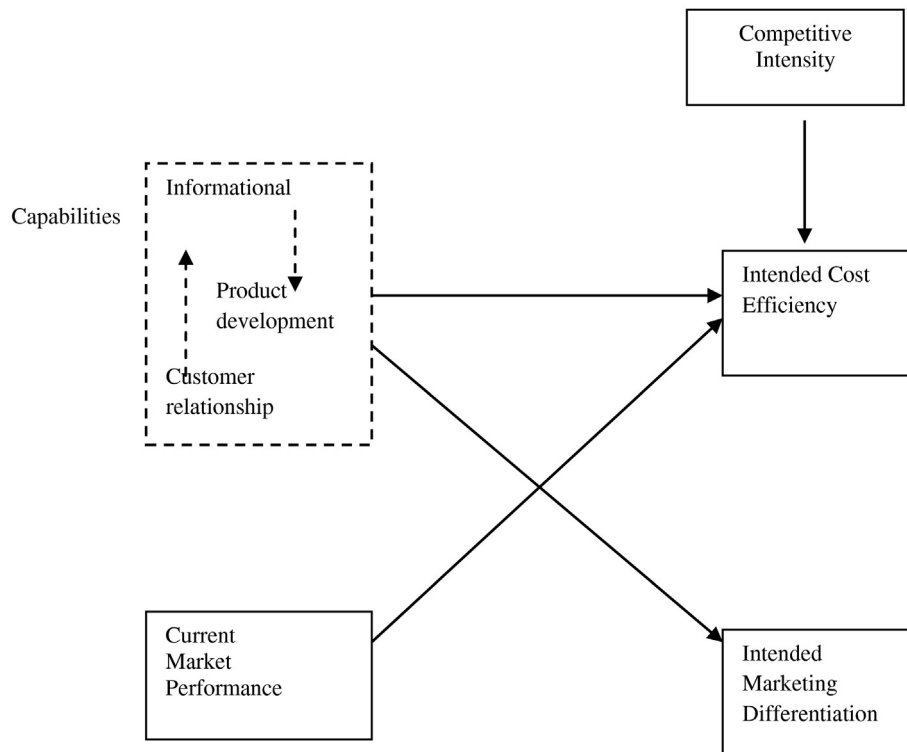 Competitive
Intensity
Capabilities
Informational
Product
development
Customer
relationship
Intended Cost
Efficiency
Current
Market
Performance
Intended
Marketing
Differentiation